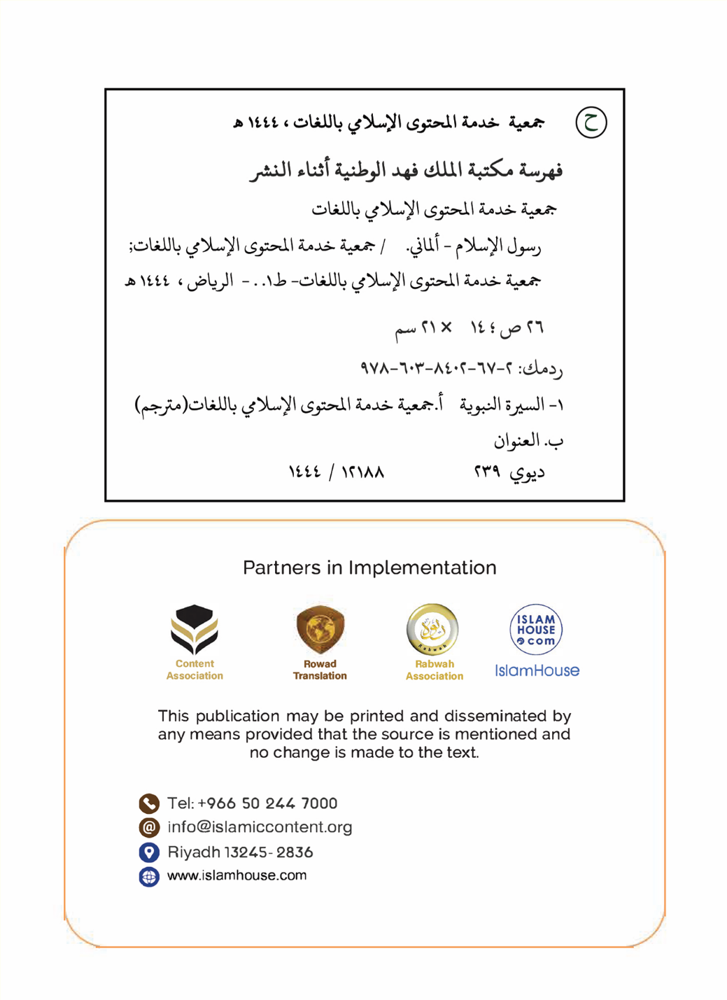 ح جمعية خدمة المحتوى الإسلامي باللغات ، ١٤٤٤ هـ
فهرسة مكتبة الملك فهد الوطنية أثناء النشر
جمعية خدمة المحتوى الإسلامي باللغات
رسول الإسلام - ألماني. / جمعية خدمة المحتوى الإسلامي باللغات;
جمعية خدمة المحتوى الإسلامي باللغات- ط١. . - الرياض ، ١٤٤٤ هـ
٢٦ ص ؛ ١٤ × ٢١ سم
ردمك: ٢-٦٧-٨٤٠٢-٦٠٣-٩٧٨
١- السيرة النبوية أ.جمعية خدمة المحتوى الإسلامي باللغات(مترجم)
ب. العنوان
ديوي ٢٣٩ ١٢١٨٨ / ١٤٤٤
Partners in Implementation
ISLAM
HOUSE
com
Rabwah
Content
Association
Rowad
Translation
Rabwah
Association
IslamHouse
This publication may be printed and disseminated by
any means provided that the source is mentioned and
no change is made to the text.
Tel: +966 50 244 7000
info@islamiccontent.org
Riyadh 13245- 2836
www.islamhouse.com